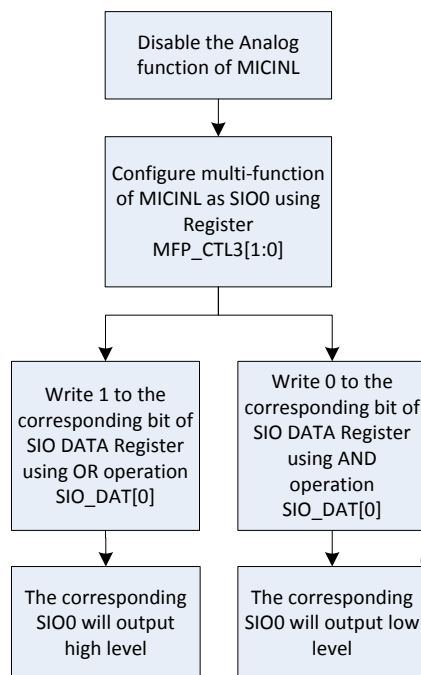 Disable the Analog
function of MICINL
Configure multi-function
of MICINL as SIO0 using
Register
MFP_CTL3[1:0]
Write 1 to the
corresponding bit of
SIO DATA Register
using OR operation
SIO_DAT[0]
Write 0 to the
corresponding bit of
SIO DATA Register
using AND
operation
SIO_DAT[0]
The corresponding
SIO0 will output
high level
The corresponding
SIO0 will output low
level